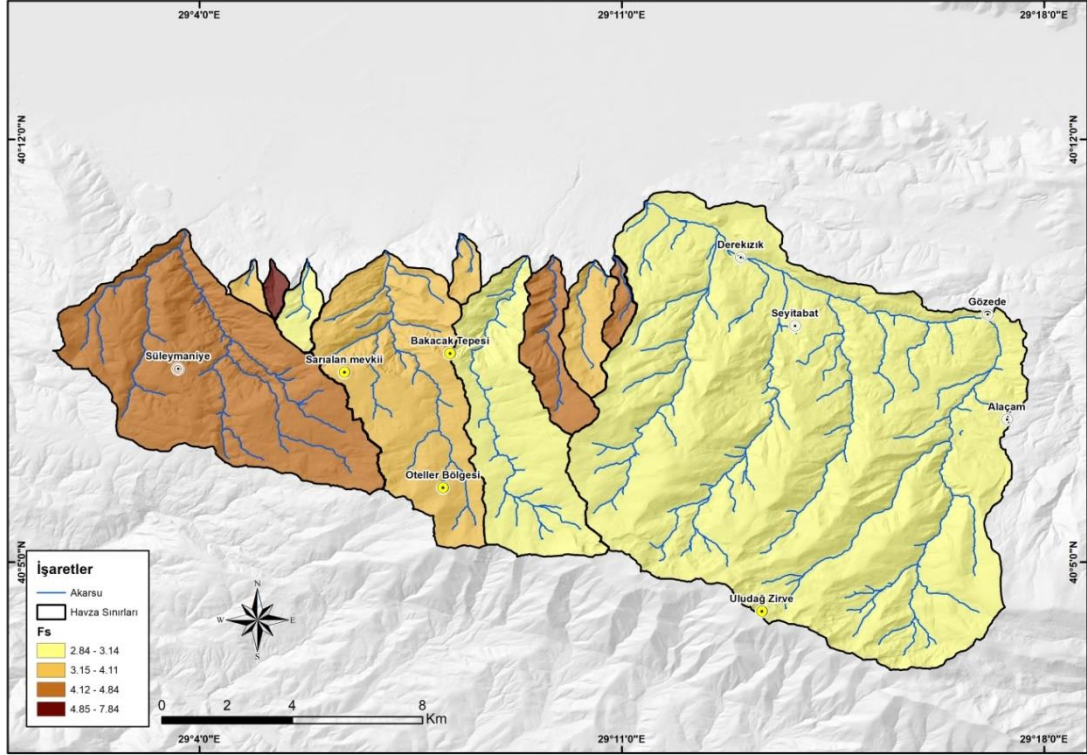 29°4'0"E
29°11'0"E
29°18'0"E
40°12'0"N
40°12'0"N
Derekızık
Gözede
Seyitabat
Bakacak Tepesi
Süleymaniye
Sarıalan mevkii
Alaçam
Oteller Bölgesi
40°5'0"N
40°5'0"N
Uludağ Zirve
İşaretler
Akarsu
Havza Sınırları
Fs
2.84 - 3.14
3.15 - 4.11
4.12 - 4.84
4.85 - 7.84
N
W
E
S
0 2 4 8
Km
29°4'0"E
29°11'0"E
29°18'0"E